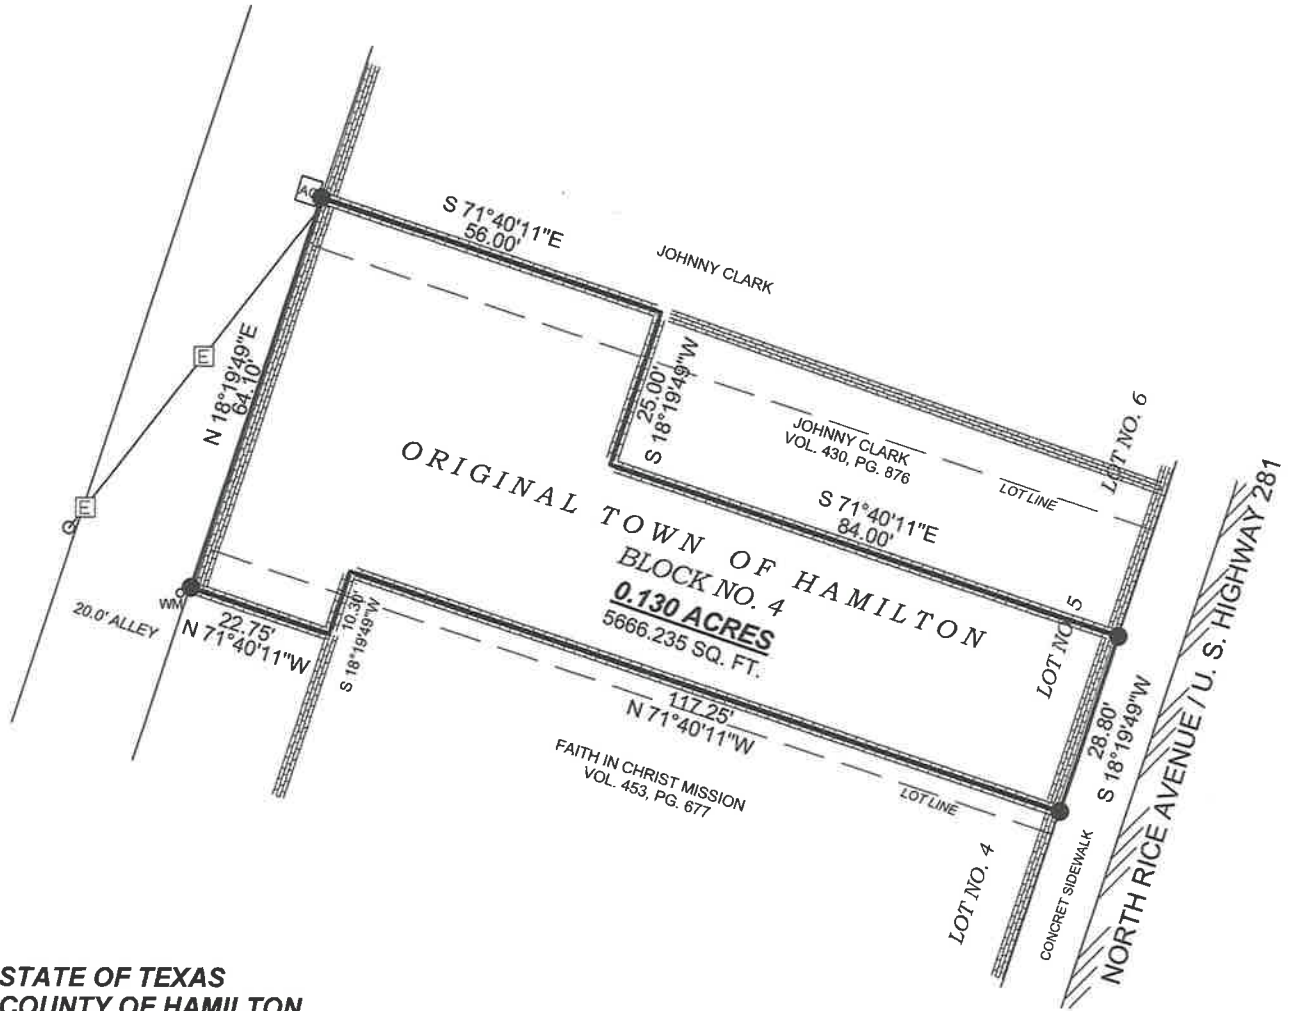 AC
S 71°40'11"E
56.00'
JOHNNY CLARK
E
N 18°19'49"E
64.10'
25.00'
S 18°19'49"W
JOHNNY CLARK
VOL. 430, PG. 876
LOT LINE
LOT NO. 6
S 71°40'11"E
84.00'
ORIGINAL TOWN OF HAMILTON
BLOCK NO. 4
0.130 ACRES
5666.235 SQ. FT.
E
WM
20.0' ALLEY
22.75'
N 71°40'11"W
10.30'
S 18°19'49"W
117.25'
N 71°40'11"W
LOT NO. 5
28.80'
S 18°19'49"W
NORTH RICE AVENUE / U. S. HIGHWAY 281
FAITH IN CHRIST MISSION
VOL. 453, PG. 677
LOT LINE
LOT NO. 4
CONCRET SIDEWALK
STATE OF TEXAS
COUNTY OF HAMILTON